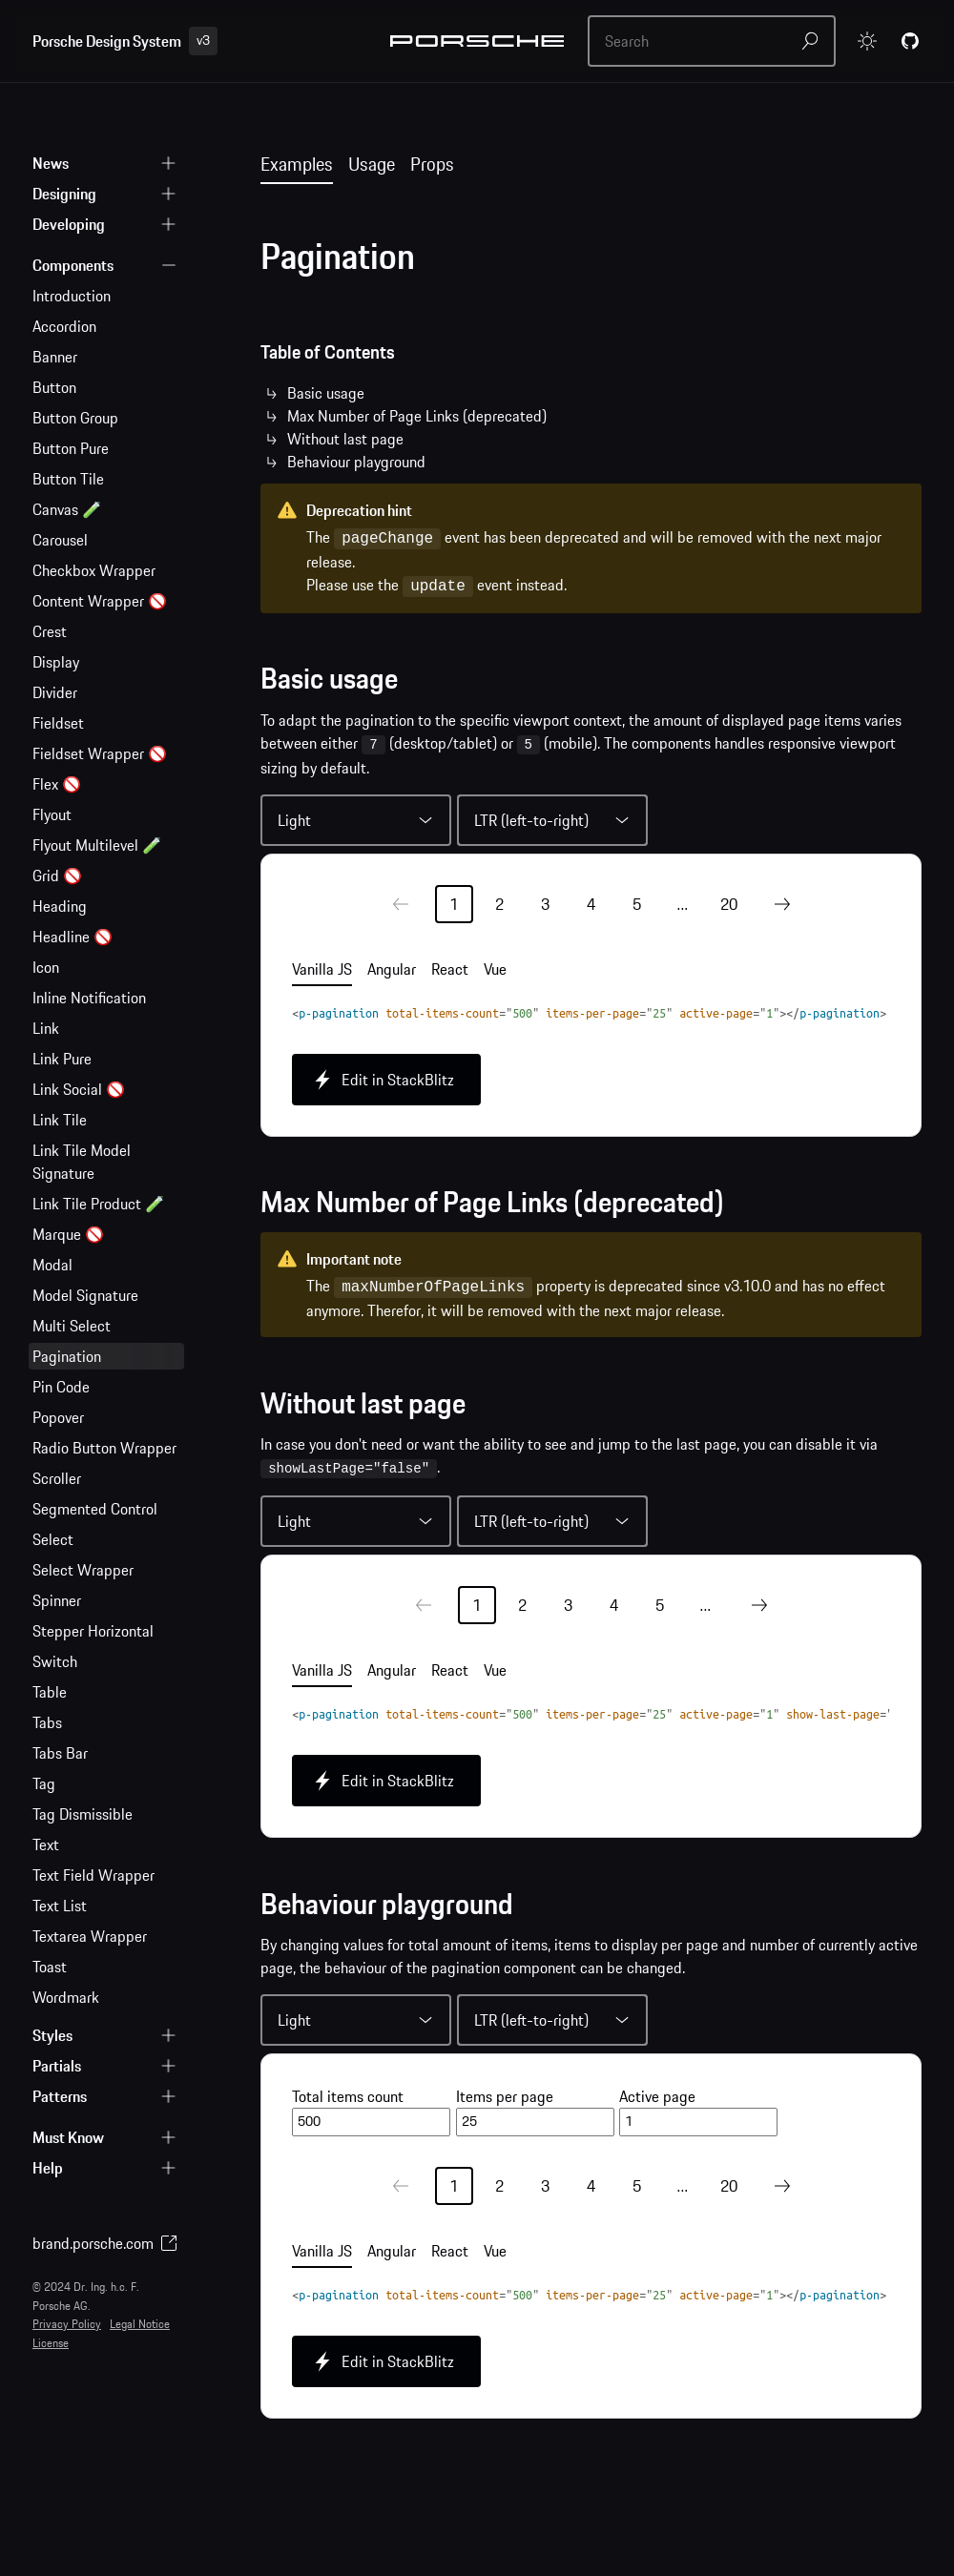 Porsche Design System v3
PORSCHE
Search
News
Designing
Developing
Components
Introduction
Accordion
Banner
Button
Button Group
Button Pure
Button Tile
Canvas
Carousel
Checkbox Wrapper
Content Wrapper
Crest
Display
Divider
Fieldset
Fieldset Wrapper
Flex
Flyout
Flyout Multilevel
Grid
Heading
Headline
Icon
Inline Notification
Link
Link Pure
Link Social
Link Tile
Link Tile Model
Signature
Link Tile Product
Marque
Modal
Model Signature
Multi Select
Pagination
Pin Code
Popover
Radio Button Wrapper
Scroller
Segmented Control
Select
Select Wrapper
Spinner
Stepper Horizontal
Switch
Table
Tabs
Tabs Bar
Tag
Tag Dismissible
Text
Text Field Wrapper
Text List
Textarea Wrapper
Toast
Wordmark
Styles
Partials
Patterns
Must Know
Help
brand.porsche.com
© 2024 Dr. Ing. h.c. F.
Porsche AG.
Privacy Policy Legal Notice
License
Examples Usage Props
Pagination
Table of Contents
Basic usage
Max Number of Page Links (deprecated)
Without last page
Behaviour playground
Deprecation hint
The pageChange event has been deprecated and will be removed with the next major
release.
Please use the update event instead.
Basic usage
To adapt the pagination to the specific viewport context, the amount of displayed page items varies
between either 7 (desktop/tablet) or 5 (mobile). The components handles responsive viewport
sizing by default.
Light LTR (left-to-right)
1 2 3 4 5 ... 20
Vanilla JS Angular React Vue
<p-pagination total-items-count="500" items-per-page="25" active-page="1"></p-pagination>
Edit in StackBlitz
Max Number of Page Links (deprecated)
Important note
The maxNumberOfPageLinks property is deprecated since v3.10.0 and has no effect
anymore. Therefor, it will be removed with the next major release.
Without last page
In case you don't need or want the ability to see and jump to the last page, you can disable it via
showLastPage="false" .
Light LTR (left-to-right)
1 2 3 4 5 ...
Vanilla JS Angular React Vue
<p-pagination total-items-count="500" items-per-page="25" active-page="1" show-last-page="
Edit in StackBlitz
Behaviour playground
By changing values for total amount of items, items to display per page and number of currently active
page, the behaviour of the pagination component can be changed.
Light LTR (left-to-right)
Total items count Items per page Active page
500 25 1
1 2 3 4 5 ... 20
Vanilla JS Angular React Vue
<p-pagination total-items-count="500" items-per-page="25" active-page="1"></p-pagination>
Edit in StackBlitz